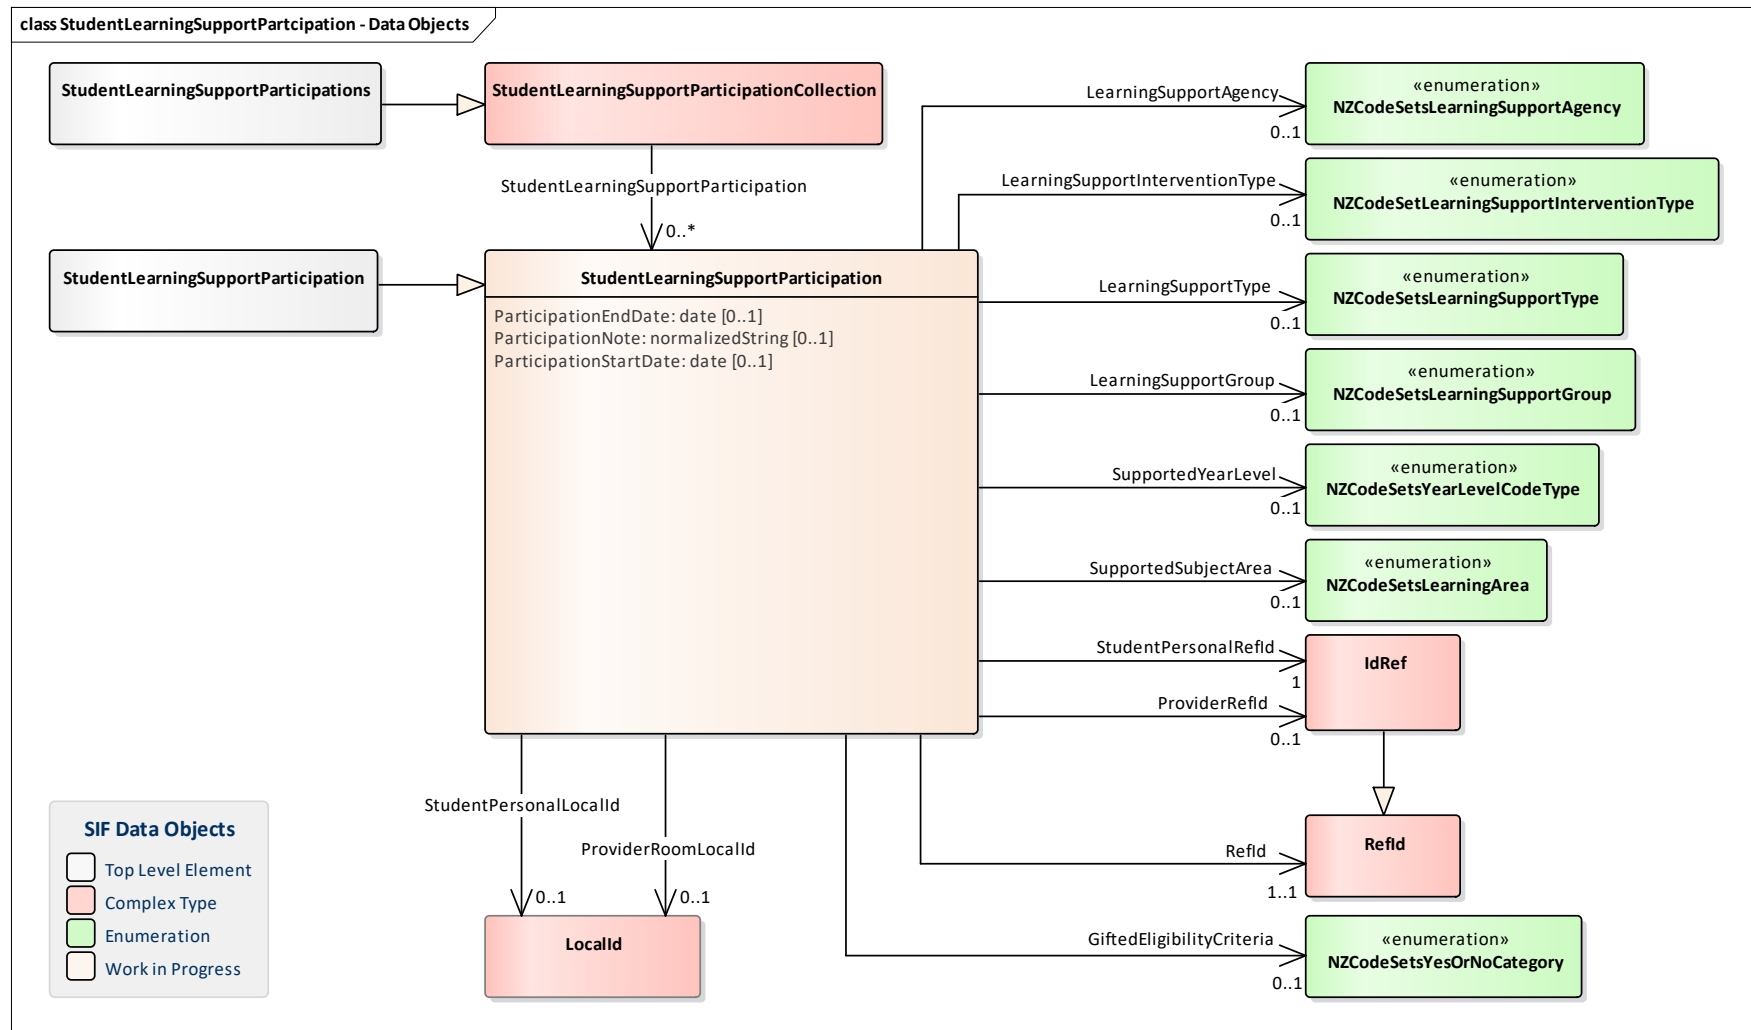 class StudentLearningSupportPartcipation - Data Objects
StudentLearningSupportParticipations
StudentLearningSupportParticipationCollection
StudentLearningSupportParticipation
0..*
StudentLearningSupportParticipation
StudentLearningSupportParticipation
ParticipationEndDate: date [0..1]
ParticipationNote: normalizedString [0..1]
ParticipationStartDate: date [0..1]
LearningSupportAgency
0..1
«enumeration»
NZCodeSetsLearningSupportAgency
LearningSupportInterventionType
0..1
«enumeration»
NZCodeSetLearningSupportInterventionType
LearningSupportType
0..1
«enumeration»
NZCodeSetsLearningSupportType
LearningSupportGroup
0..1
«enumeration»
NZCodeSetsLearningSupportGroup
SupportedYearLevel
0..1
«enumeration»
NZCodeSetsYearLevelCodeType
SupportedSubjectArea
0..1
«enumeration»
NZCodeSetsLearningArea
StudentPersonalRefId
1
IdRef
ProviderRefId
0..1
RefId
1..1
RefId
GiftedEligibilityCriteria
0..1
«enumeration»
NZCodeSetsYesOrNoCategory
StudentPersonalLocalId
0..1
ProviderRoomLocalId
0..1
LocalId
SIF Data Objects
Top Level Element
Complex Type
Enumeration
Work in Progress